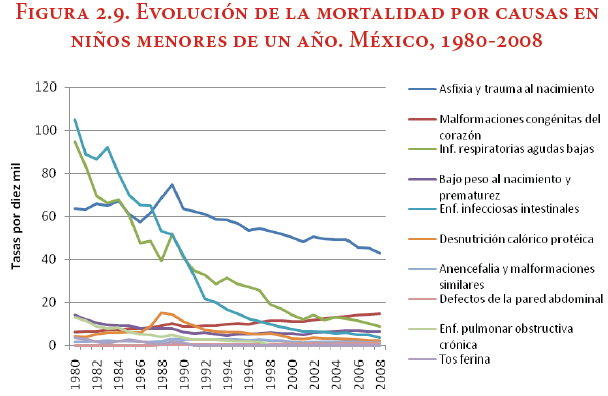 Figura 2.9. Evolución de la mortalidad por causas en
niños menores de un año. México, 1980-2008
120
100
80
60
40
20
0
Tasas por diez mil
1980
1982
1984
1986
1988
1990
1992
1994
1996
1998
2000
2002
2004
2006
2008
Asfixia y trauma al nacimiento
Malformaciones congénitas del
corazón
Inf. respiratorias agudas bajas
Bajo peso al nacimiento y
prematurez
Enf. infecciosas intestinales
Desnutrición calórico protéica
Anencefalia y malformaciones
similares
Defectos de la pared abdominal
Enf. pulmonar obstructiva
crónica
Tos ferina